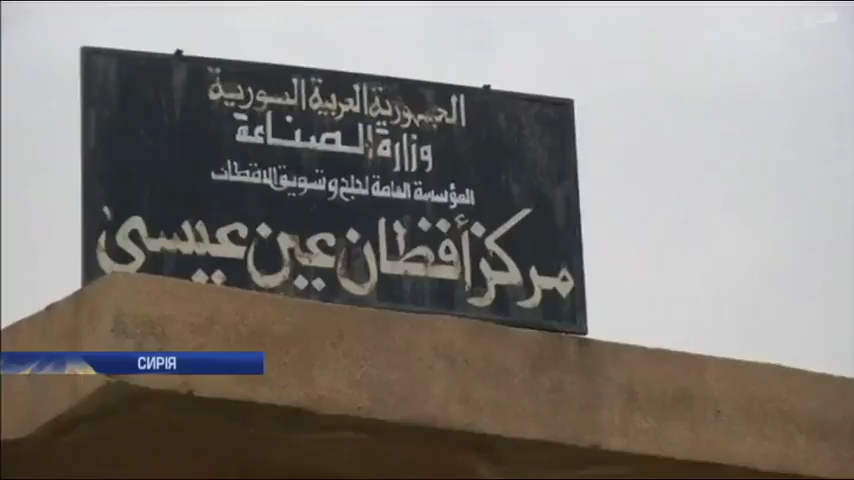 الجمهورية العربية السورية
وزارة الصناعة
المؤسسة العامة لحلج وتسويق الاقطان
مركز أقطان عين عيسى
СИРІЯ